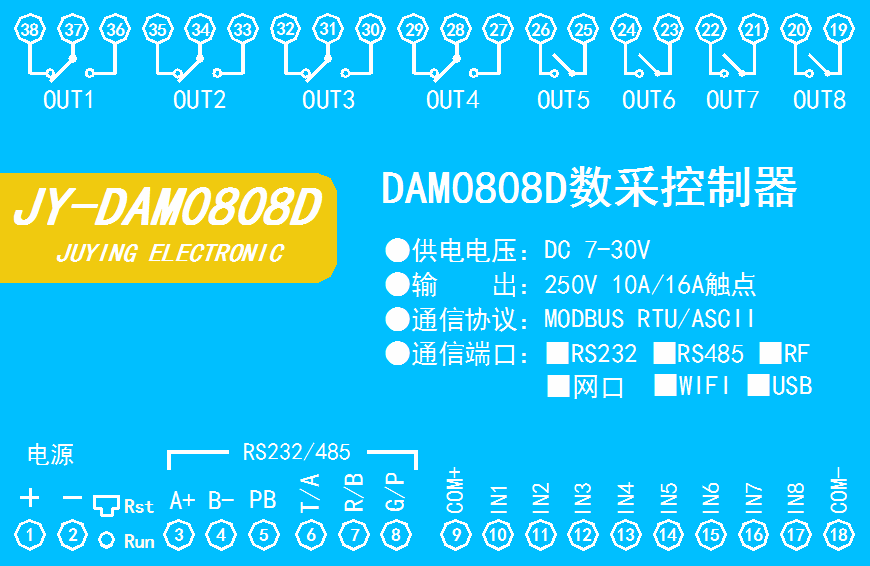 38 37 36 35 34 33 32 31 30 29 28 27 26 25 24 23 22 21 20 19
OUT1 OUT2 OUT3 OUT4 OUT5 OUT6 OUT7 OUT8
JY-DAM0808D
JUYING ELECTRONIC
DAM0808D数采控制器
●供电电压：DC 7-30V
●输 出：250V 10A/16A触点
●通信协议：MODBUS RTU/ASCII
●通信端口：■RS232 ■RS485 ■RF
■网口 ■WIFI ■USB
电源 RS232/485
+ － Rst A+ B- PB T/A R/B G/P COM+ IN1 IN2 IN3 IN4 IN5 IN6 IN7 IN8 COM-
Run
1 2 3 4 5 6 7 8 9 10 11 12 13 14 15 16 17 18